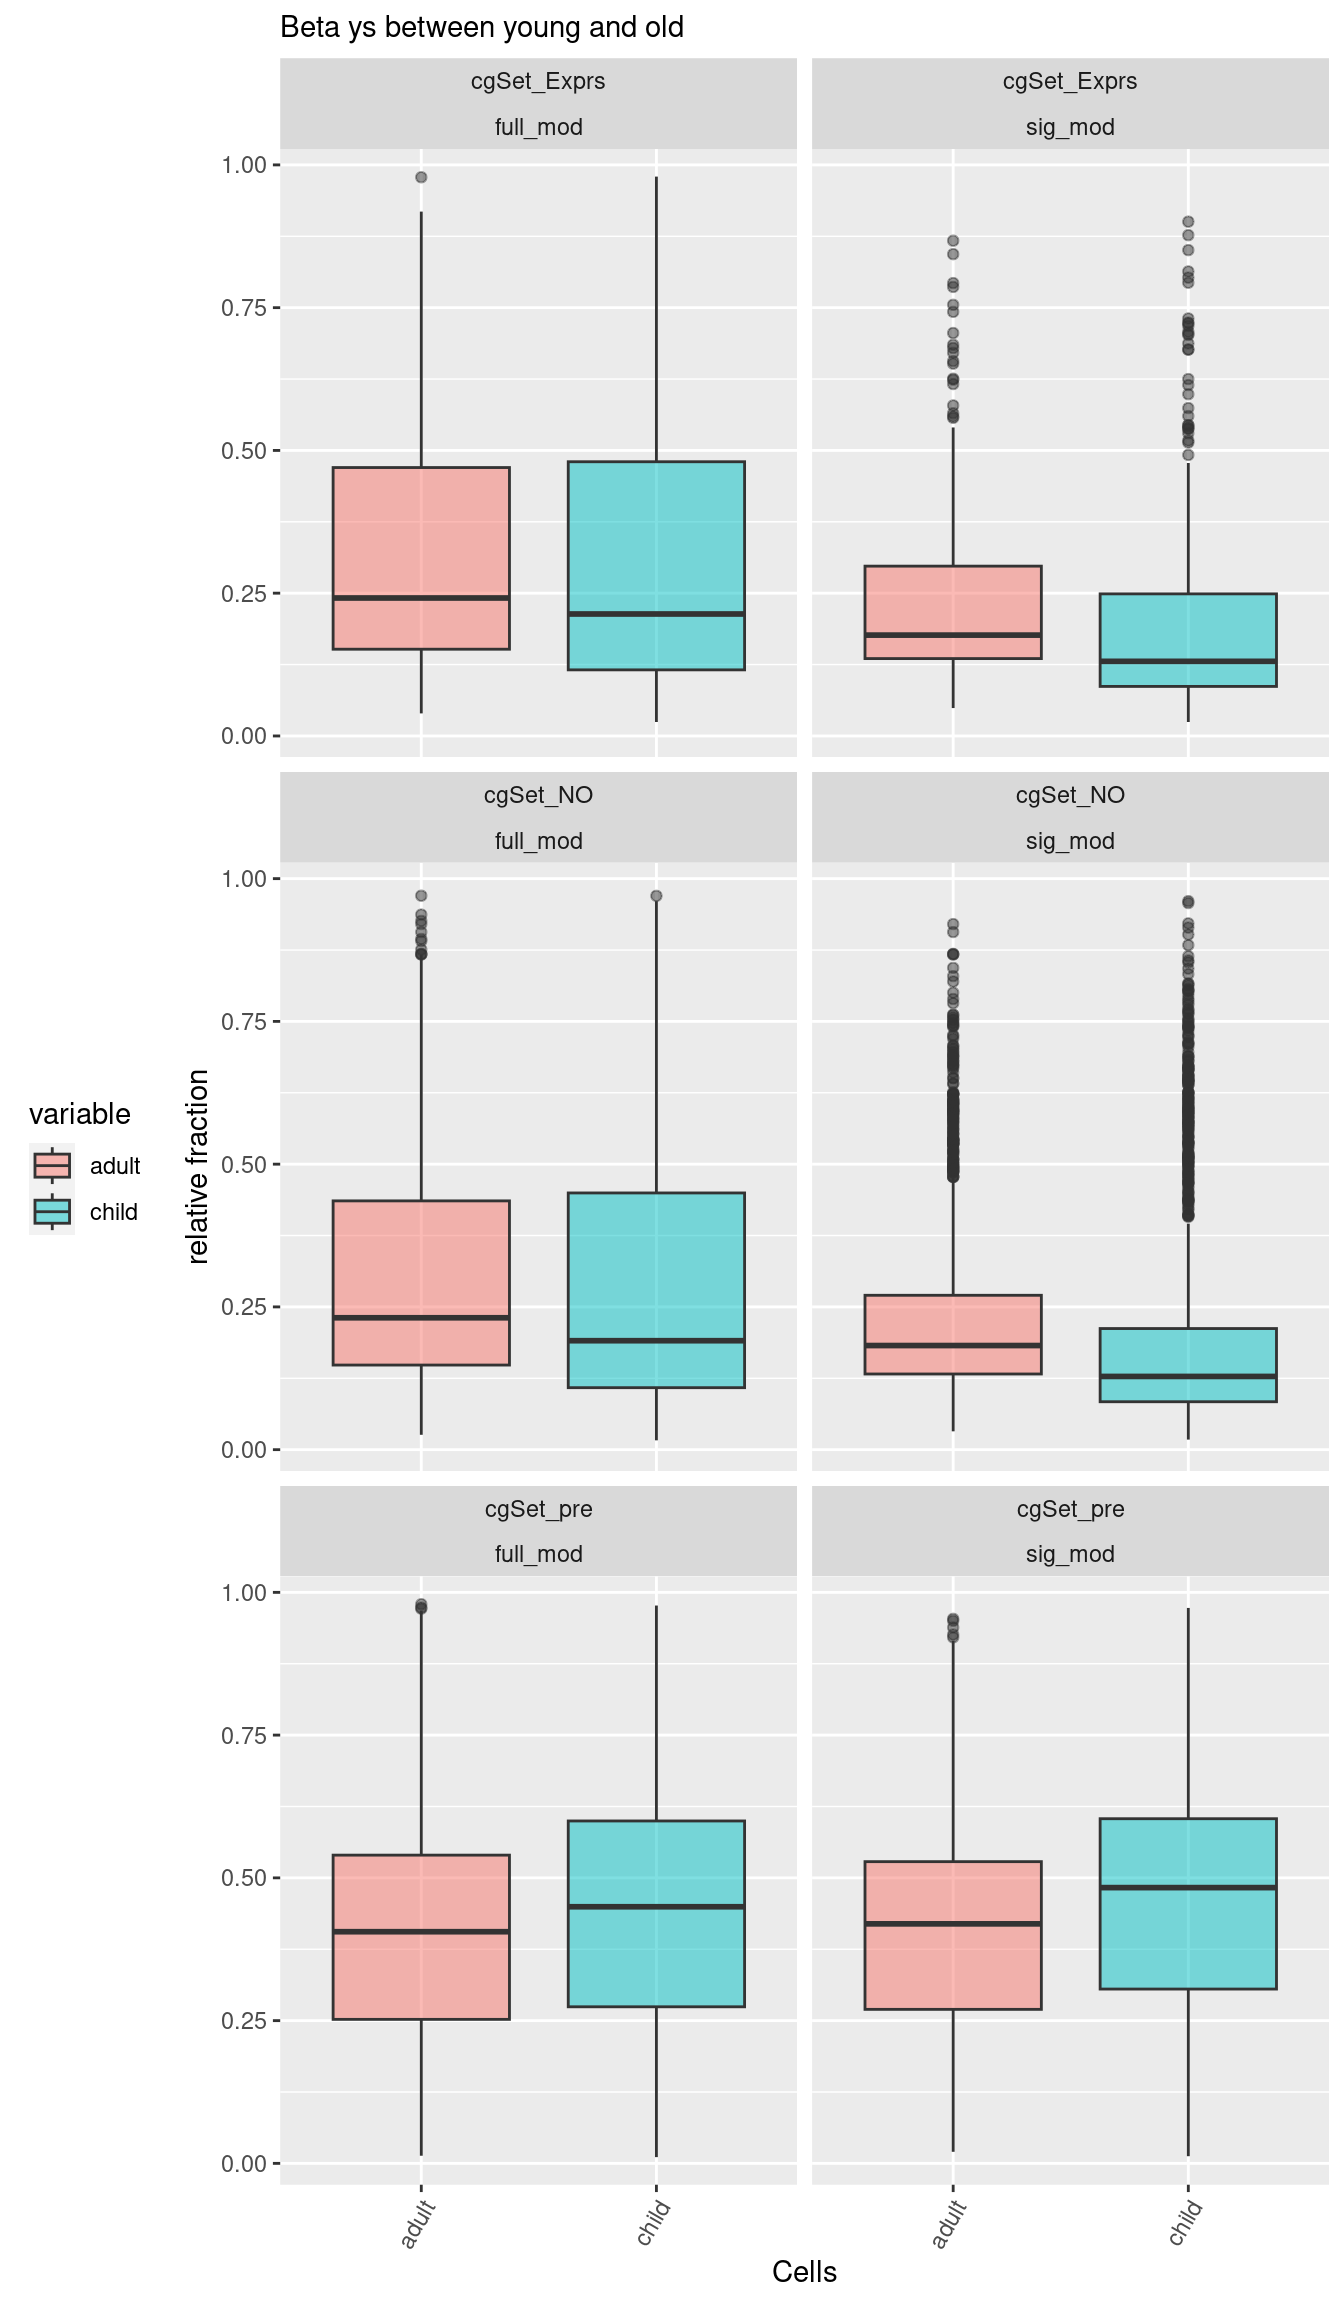 Beta ys between young and old
cgSet_Exprs
full_mod
cgSet_Exprs
sig_mod
1.00
0.75
0.50
0.25
0.00
cgSet_NO
full_mod
cgSet_NO
sig_mod
1.00
0.75
0.50
0.25
0.00
cgSet_pre
full_mod
cgSet_pre
sig_mod
1.00
0.75
0.50
0.25
0.00
variable
adult
child
relative fraction
adult
child
adult
child
Cells